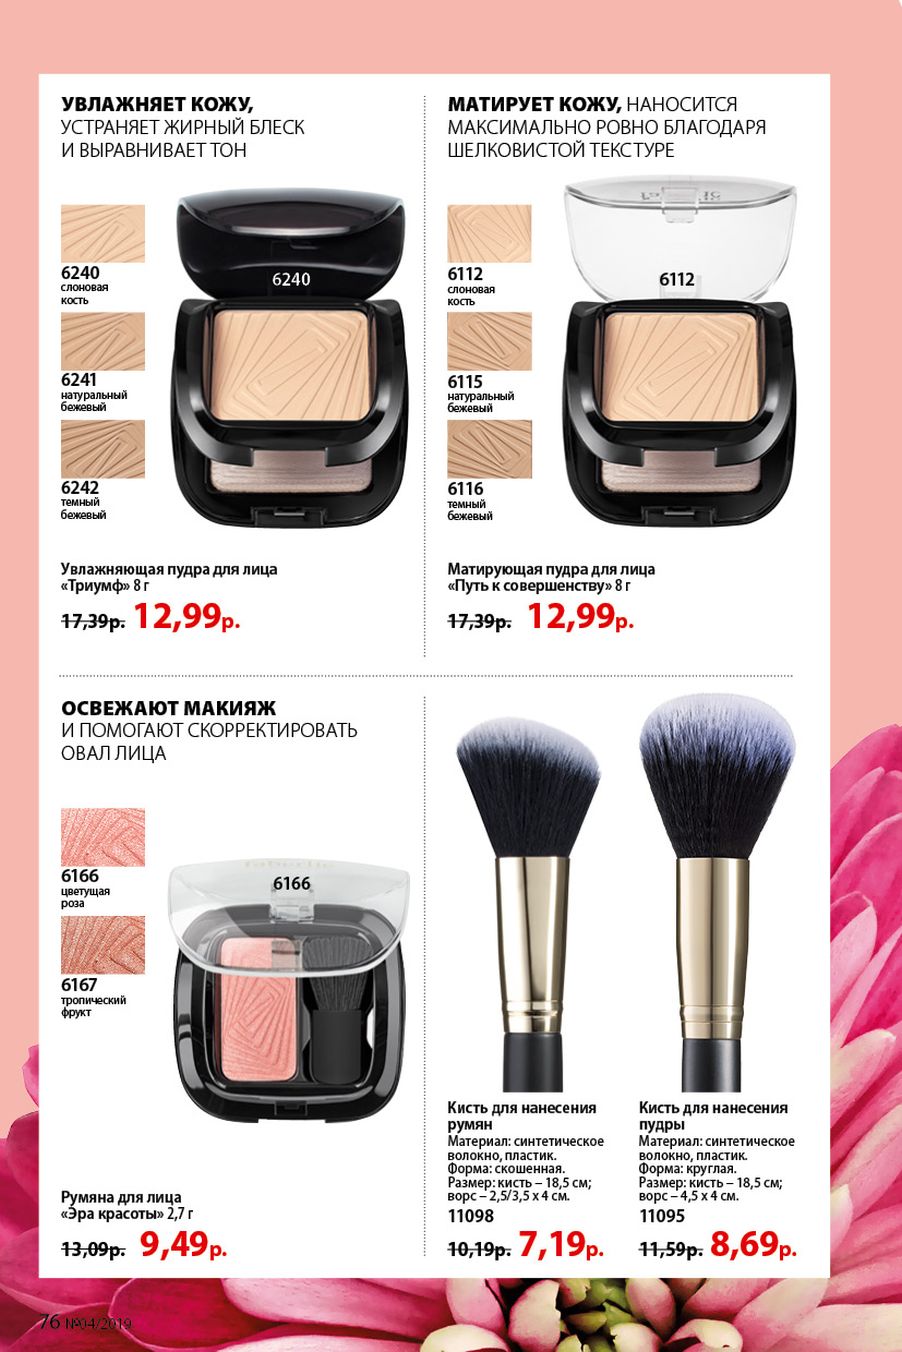 УВЛАЖНЯЕТ КОЖУ,
УСТРАНЯЕТ ЖИРНЫЙ БЛЕСК
И ВЫРАВНИВАЕТ ТОН
6240
слоновая
кость
6241
натуральный
бежевый
6242
темный
бежевый
6240
Увлажняющая пудра для лица
«Триумф» 8 г
17,39р. 12,99р.
МАТИРУЕТ КОЖУ, НАНОСИТСЯ
МАКСИМАЛЬНО РОВНО БЛАГОДАРЯ
ШЕЛКОВИСТОЙ ТЕКСТУРЕ
6112
слоновая
кость
6115
натуральный
бежевый
6116
темный
бежевый
6112
Матирующая пудра для лица
«Путь к совершенству» 8 г
17,39р. 12,99р.
ОСВЕЖАЮТ МАКИЯЖ
И ПОМОГАЮТ СКОРРЕКТИРОВАТЬ
ОВАЛ ЛИЦА
6166
цветущая
роза
6167
тропический
фрукт
faberlic
6166
Румяна для лица
«Эра красоты» 2,7 г
13,09р. 9,49р.
Кисть для нанесения
румян
Материал: синтетическое
волокно, пластик.
Форма: скошенная.
Размер: кисть – 18,5 см;
ворс – 2,5/3,5 х 4 см.
11098
10,19р. 7,19р.
Кисть для нанесения
пудры
Материал: синтетическое
волокно, пластик.
Форма: круглая.
Размер: кисть – 18,5 см;
ворс – 4,5 х 4 см.
11095
11,59р. 8,69р.
76 №04/2019